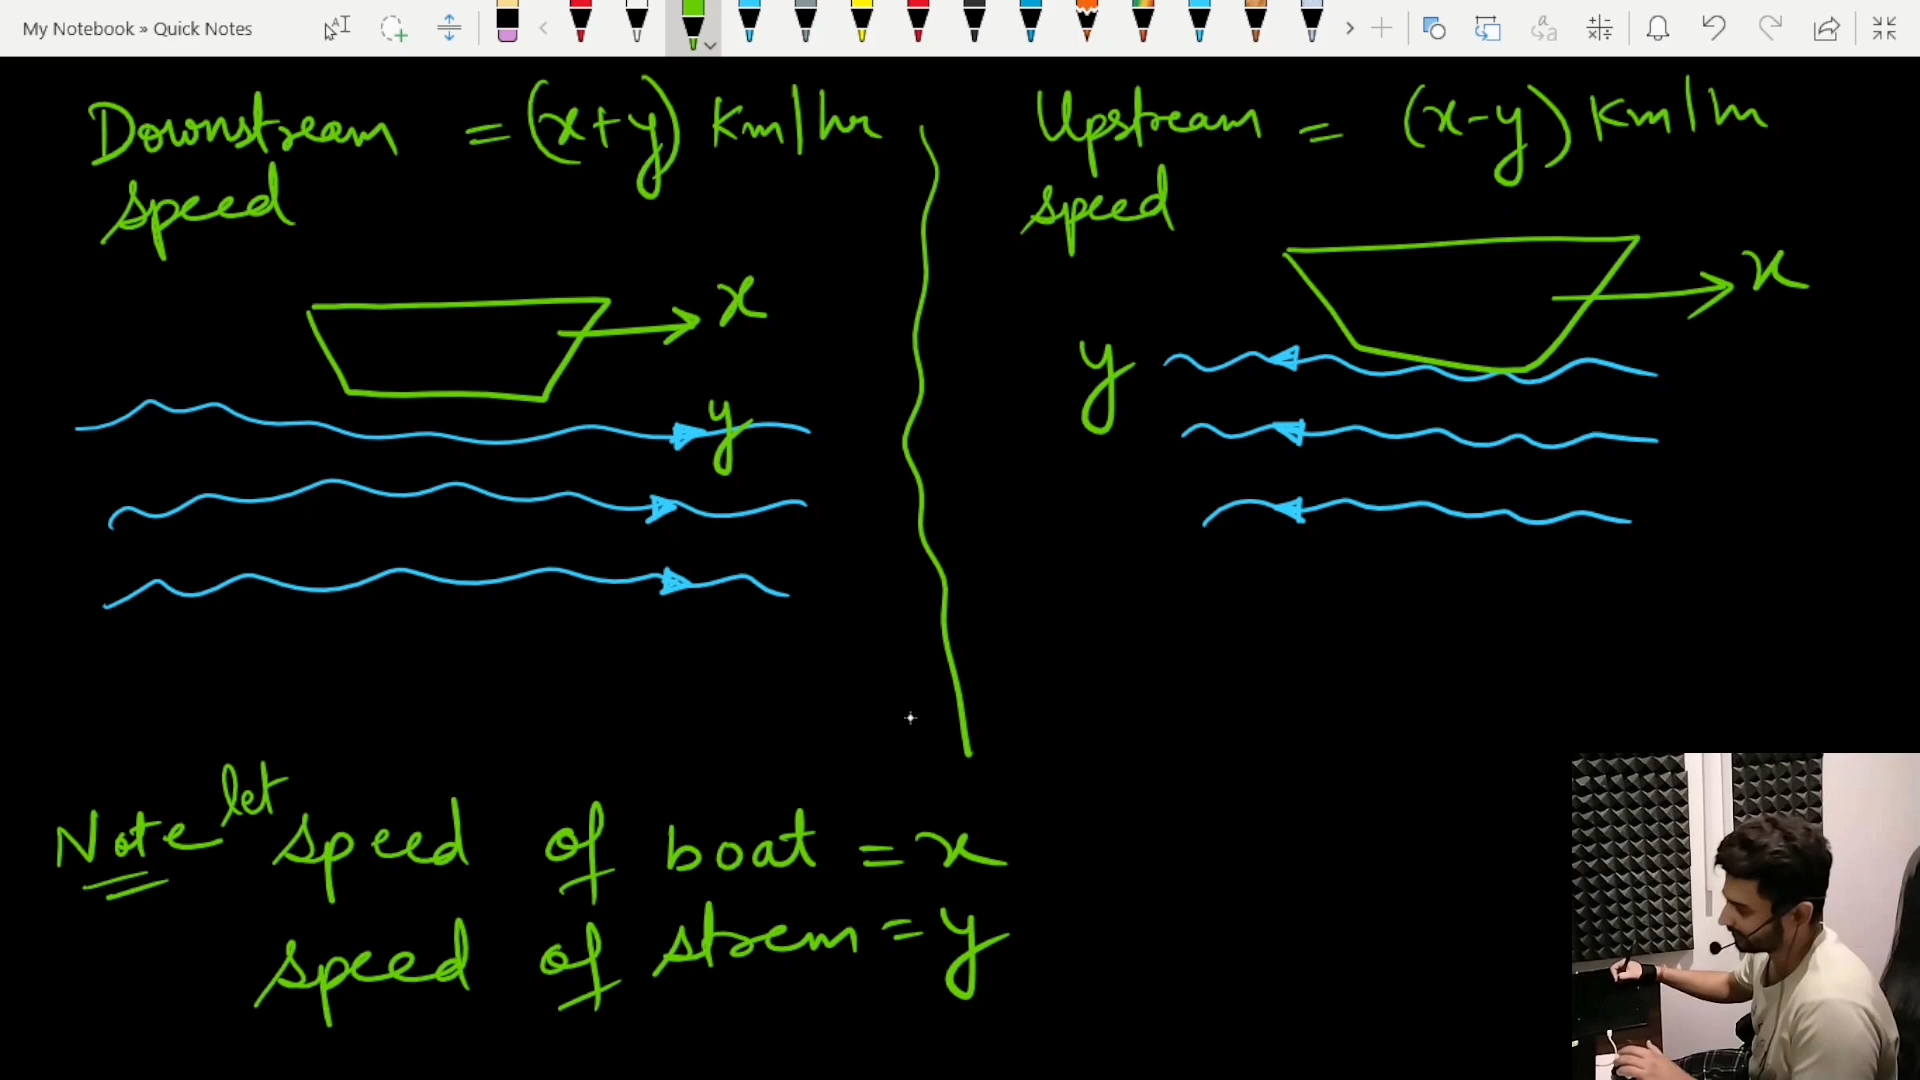 My Notebook » Quick Notes
Downstream = (x+y) Km/hr
speed
x
y
Upstream = (x-y) Km/hr
speed
x
y
Note let speed of boat = x
speed of strem = y